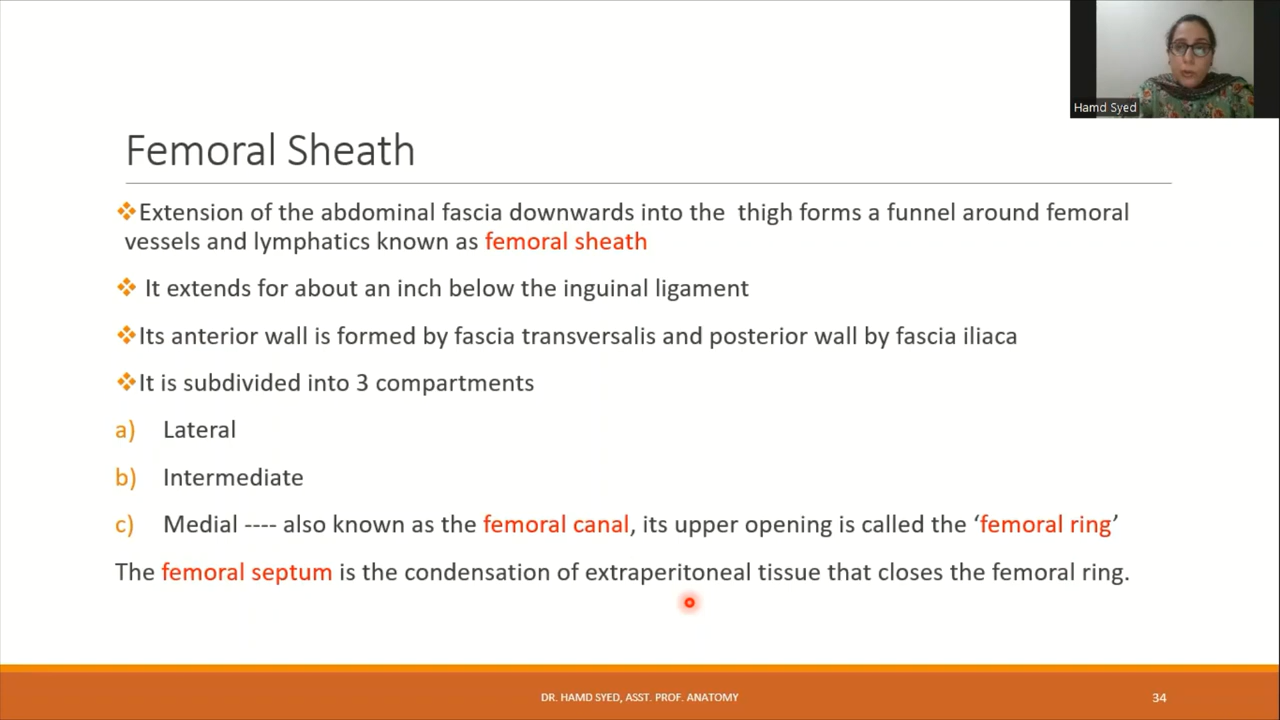 Hamd Syed
Femoral Sheath
❖Extension of the abdominal fascia downwards into the thigh forms a funnel around femoral
vessels and lymphatics known as femoral sheath
❖ It extends for about an inch below the inguinal ligament
❖Its anterior wall is formed by fascia transversalis and posterior wall by fascia iliaca
❖It is subdivided into 3 compartments
a) Lateral
b) Intermediate
c) Medial ---- also known as the femoral canal, its upper opening is called the ‘femoral ring’
The femoral septum is the condensation of extraperitoneal tissue that closes the femoral ring.
DR. HAMD SYED, ASST. PROF. ANATOMY
34